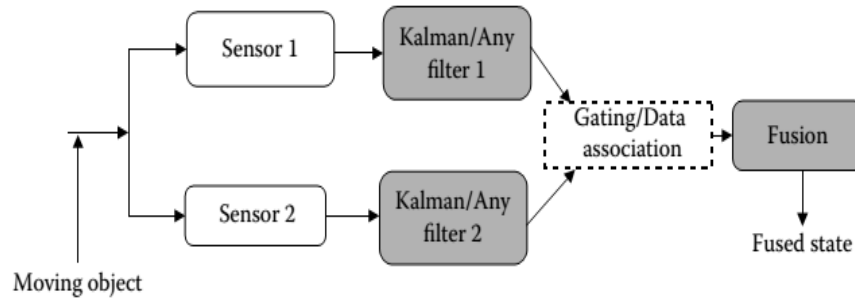 Sensor 1
Kalman/Any
filter 1
Gating/Data
association
Fusion
Sensor 2
Kalman/Any
filter 2
Fused state
Moving object